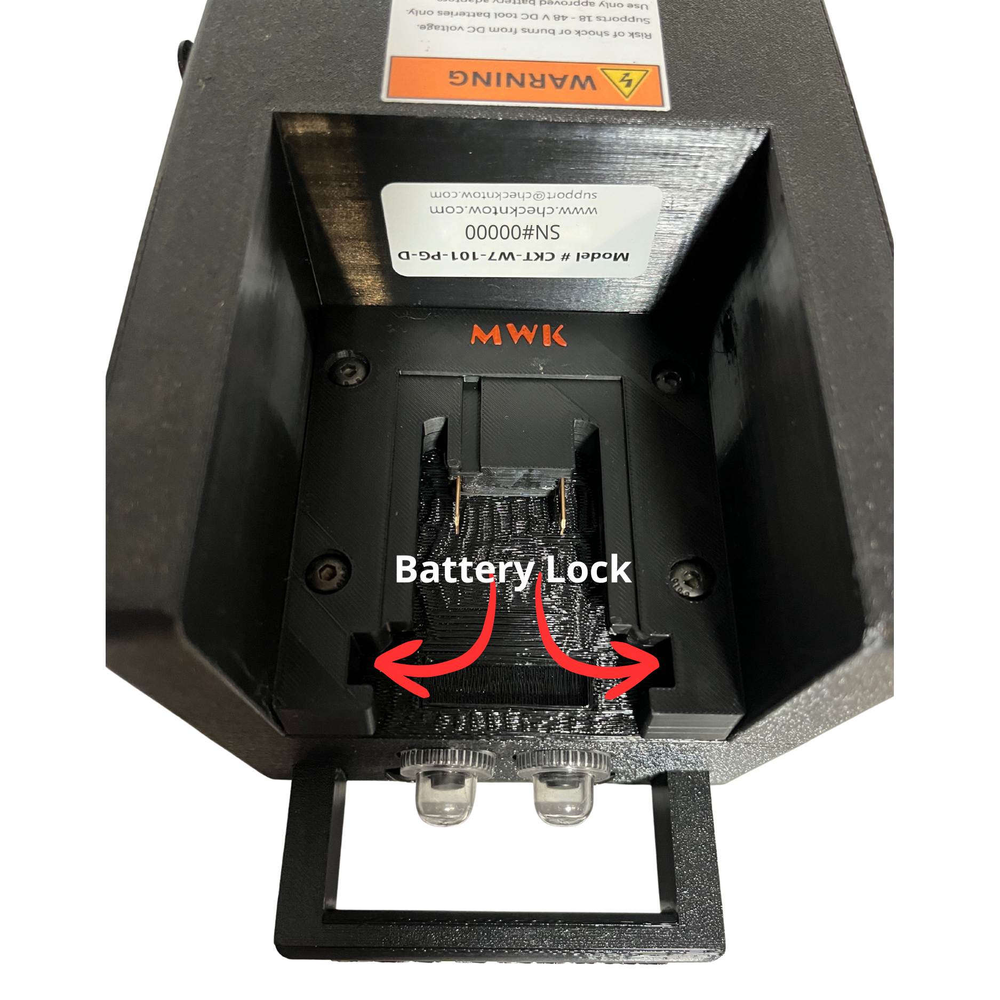 Use only approved battery adaptors
Supports 18 - 48 V DC tool batteries only.
Risk of shock or burns from DC voltage.
WARNING
support@checkntow.com
www.checkntow.com
SN#00000
Model # CKT-W7-101-PG-D
MWK
Battery Lock